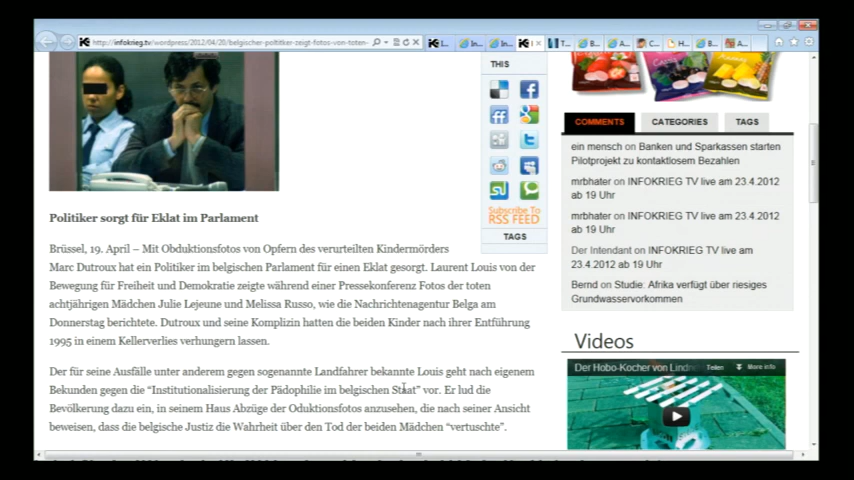 http://infokrieg.tv/wordpress/2012/04/20/belgischer-poltitker-zeigt-fotos-von-toten-
THIS
Subscribe To
RSS FEED
TAGS
COMMENTS CATEGORIES TAGS
ein mensch on Banken und Sparkassen starten
Pilotprojekt zu kontaktlosem Bezahlen
mrbhater on INFOKRIEG TV live am 23.4.2012
ab 19 Uhr
mrbhater on INFOKRIEG TV live am 23.4.2012
ab 19 Uhr
Der Intendant on INFOKRIEG TV live am
23.4.2012 ab 19 Uhr
Bernd on Studie: Afrika verfügt über riesiges
Grundwasservorkommen
Politiker sorgt für Eklat im Parlament
Brüssel, 19. April – Mit Obduktionsfotos von Opfern des verurteilten Kindermörders
Marc Dutroux hat ein Politiker im belgischen Parlament für einen Eklat gesorgt. Laurent Louis von der
Bewegung für Freiheit und Demokratie zeigte während einer Pressekonferenz Fotos der toten
achtjährigen Mädchen Julie Lejeune und Melissa Russo, wie die Nachrichtenagentur Belga am
Donnerstag berichtete. Dutroux und seine Komplizin hatten die beiden Kinder nach ihrer Entführung
1995 in einem Kellerverlies verhungern lassen.
Der für seine Ausfälle unter anderem gegen sogenannte Landfahrer bekannte Louis geht nach eigenem
Bekunden gegen die “Institutionalisierung der Pädophilie im belgischen Staat” vor. Er lud die
Bevölkerung dazu ein, in seinem Haus Abzüge der Oduktionsfotos anzusehen, die nach seiner Ansicht
beweisen, dass die belgische Justiz die Wahrheit über den Tod der beiden Mädchen “vertuschte”.
Videos
Der Hobo-Kocher von Lindn
Teilen More info